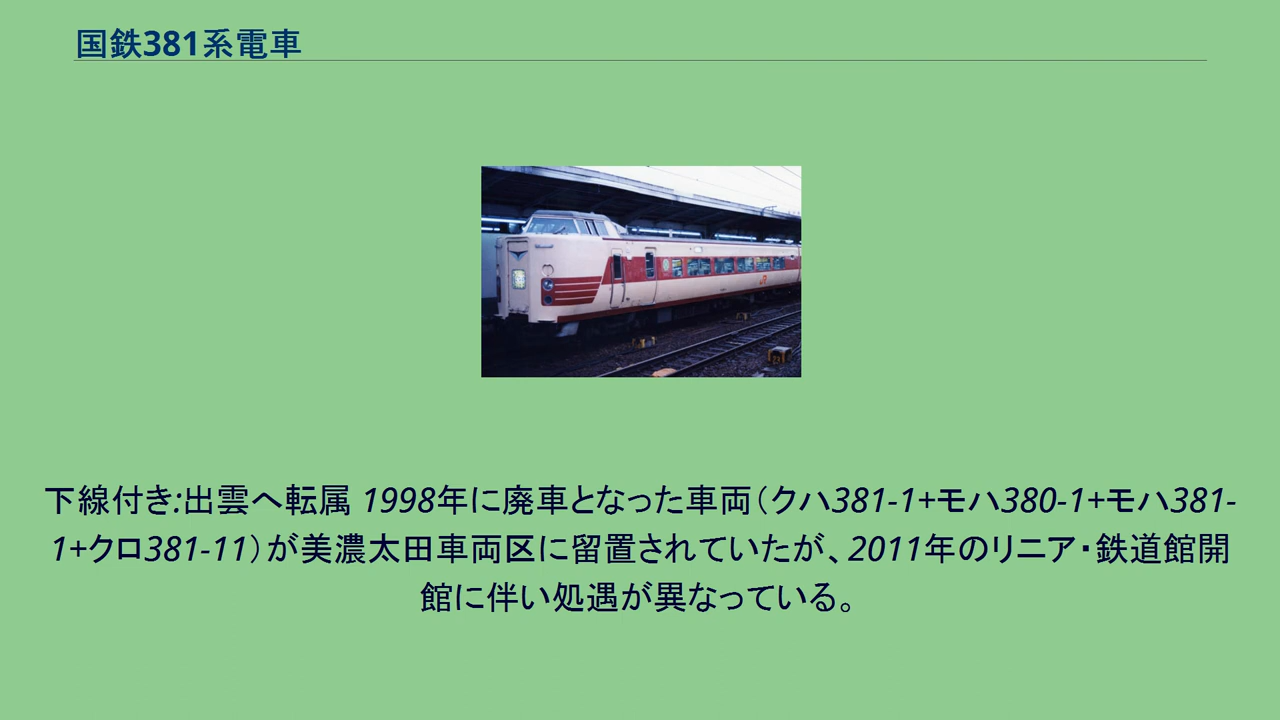 国鉄381系電車
下線付き:出雲へ転属 1998年に廃車となった車両（クハ381-1+モハ380-1+モハ381-
1+クロ381-11）が美濃太田車両区に留置されていたが、2011年のリニア・鉄道館開
館に伴い処遇が異なっている。